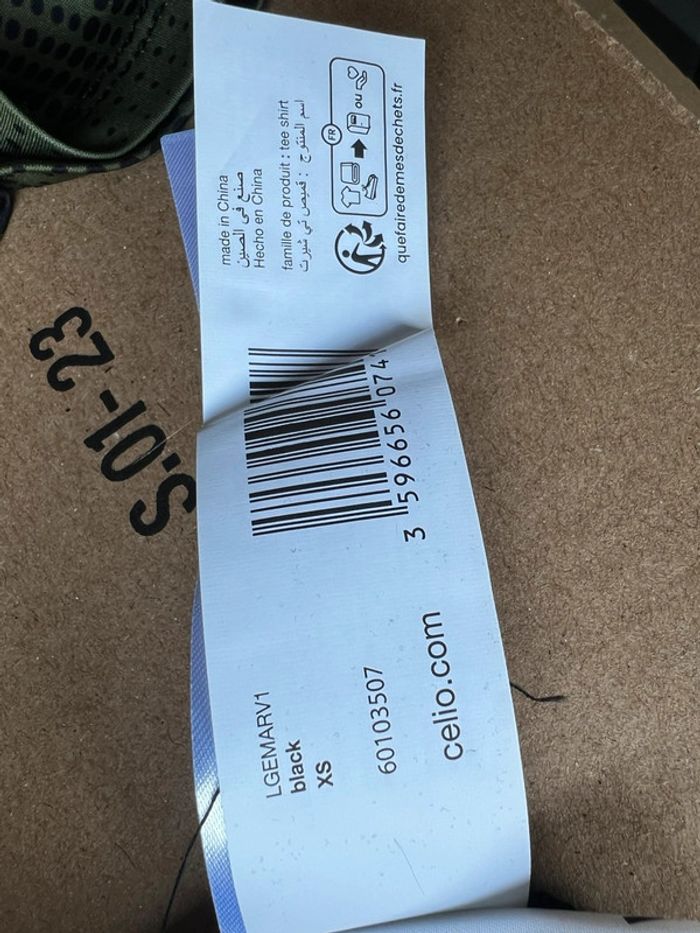 made in China
صنع في الصين
Hecho en China
famille de produit : tee shirt
اسم المنتوج : قميص تي شيرت
FR
ou
quefairedemesdechets.fr
3 596656 074
LGEMARV1
black
XS
60103507
celio.com
S.01-23